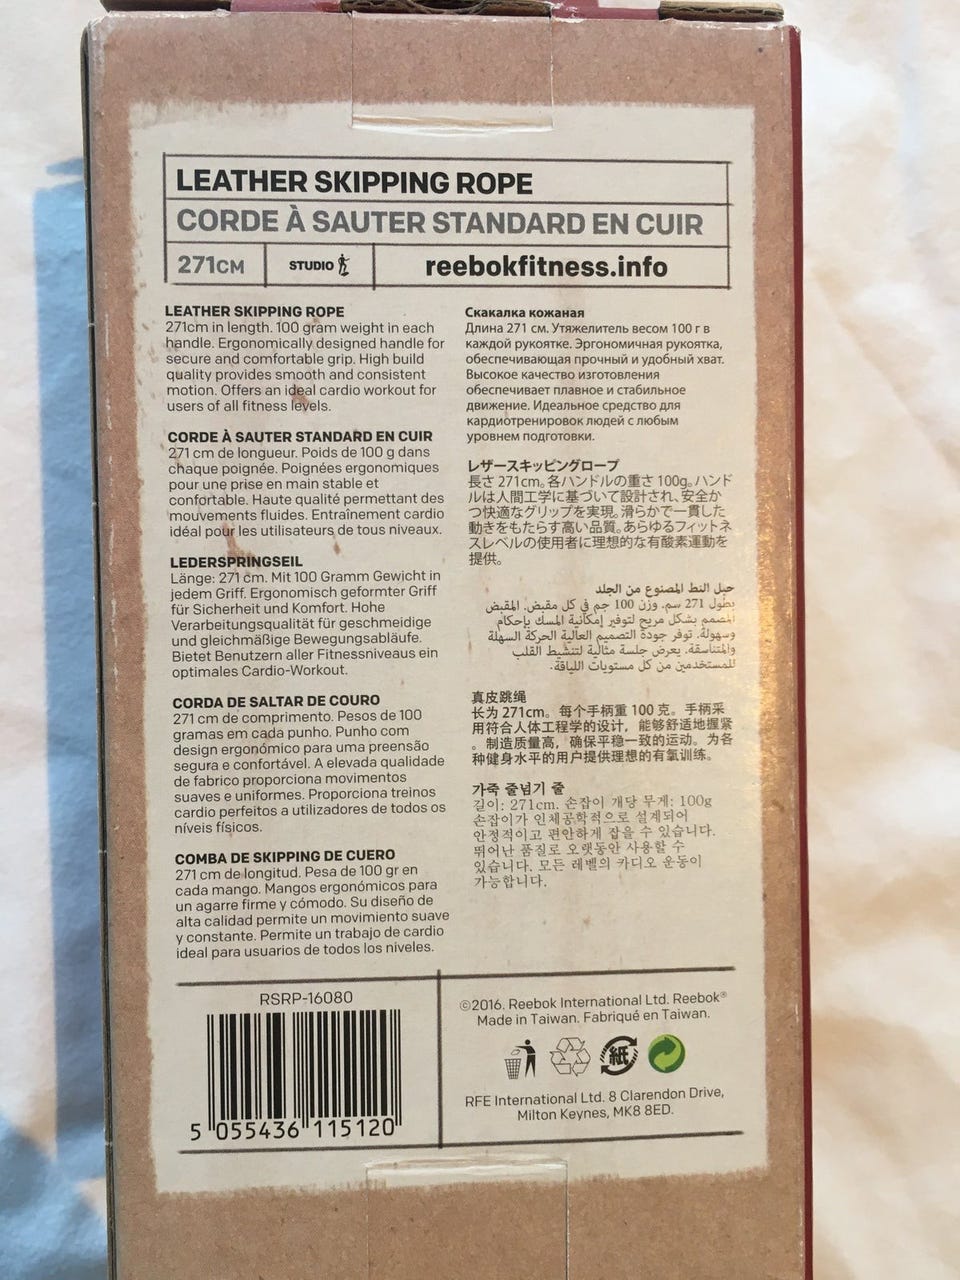 LEATHER SKIPPING ROPE
CORDE À SAUTER STANDARD EN CUIR
271CM
STUDIO
reebokfitness.info
LEATHER SKIPPING ROPE
271cm in length. 100 gram weight in each
handle. Ergonomically designed handle for
secure and comfortable grip. High build
quality provides smooth and consistent
motion. Offers an ideal cardio workout for
users of all fitness levels.
CORDE À SAUTER STANDARD EN CUIR
271 cm de longueur. Poids de 100 g dans
chaque poignée. Poignées ergonomiques
pour une prise en main stable et
confortable. Haute qualité permettant des
mouvements fluides. Entraînement cardio
idéal pour les utilisateurs de tous niveaux.
LEDERSPRINGSEIL
Länge: 271 cm. Mit 100 Gramm Gewicht in
jedem Griff. Ergonomisch geformter Griff
für Sicherheit und Komfort. Hohe
Verarbeitungsqualität für geschmeidige
und gleichmäßige Bewegungsabläufe.
Bietet Benutzern aller Fitnessniveaus ein
optimales Cardio-Workout.
CORDA DE SALTAR DE COURO
271 cm de comprimento. Pesos de 100
gramas em cada punho. Punho com
design ergonómico para uma preensão
segura e confortável. A elevada qualidade
de fabrico proporciona movimentos
suaves e uniformes. Proporciona treinos
cardio perfeitos a utilizadores de todos os
níveis físicos.
COMBA DE SKIPPING DE CUERO
271 cm de longitud. Pesa de 100 gr en
cada mango. Mangos ergonómicos para
un agarre firme y cómodo. Su diseño de
alta calidad permite un movimiento suave
y constante. Permite un trabajo de cardio
ideal para usuarios de todos los niveles.
Скакалка кожаная
Длина 271 см. Утяжелитель весом 100 г в
каждой рукоятке. Эргономичная рукоятка,
обеспечивающая прочный и удобный хват.
Высокое качество изготовления
обеспечивает плавное и стабильное
движение. Идеальное средство для
кардиотренировок людей с любым
уровнем подготовки.
レザースキッピングロープ
長さ 271cm。各ハンドルの重さ 100g。ハンド
ルは人間工学に基づいて設計され、安全か
つ快適なグリップを実現。滑らかで一貫した
動きをもたらす高い品質。あらゆるフィットネ
スレベルの使用者に理想的な有酸素運動を
提供。
حبل النط المصنوع من الجلد
بطول 271 سم. وزن 100 جم في كل مقبض. المقبض
المصمم بشكل مريح لتوفير إمكانية المسك بإحكام
وسهولة. توفر جودة التصميم العالية الحركة السهلة
والمتناسقة. يعرض جلسة مثالية لتنشيط القلب
للمستخدمين من كل مستويات اللياقة.
真皮跳绳
长为 271cm。每个手柄重 100 克。手柄采
用符合人体工程学的设计，能够舒适地握紧
。制造质量高，确保平稳一致的运动。为各
种健身水平的用户提供理想的有氧训练。
가죽 줄넘기 줄
길이: 271cm. 손잡이 개당 무게: 100g
손잡이가 인체공학적으로 설계되어
안정적이고 편안하게 잡을 수 있습니다.
뛰어난 품질로 오랫동안 사용할 수
있습니다. 모든 레벨의 카디오 운동이
가능합니다.
RSRP-16080
5 055436 115120
©2016. Reebok International Ltd. Reebok®
Made in Taiwan. Fabriqué en Taiwan.
紙
RFE International Ltd. 8 Clarendon Drive,
Milton Keynes, MK8 8ED.